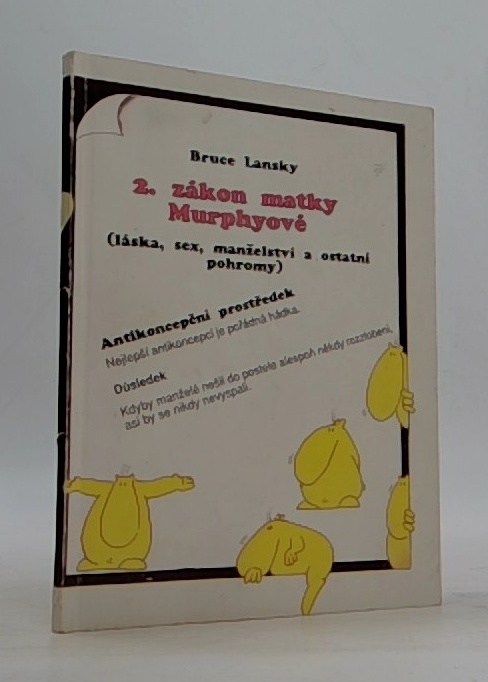 Bruce Lansky
2. zákon matky
Murphyové
(láska, sex, manželství a ostatní
pohromy)
Antikoncepční prostředek
Nejlepší antikoncepcí je pořádná hádka.
Důsledek
Kdyby manželé nešli do postele alespoň někdy rozzlobení,
asi by se nikdy nevyspali.